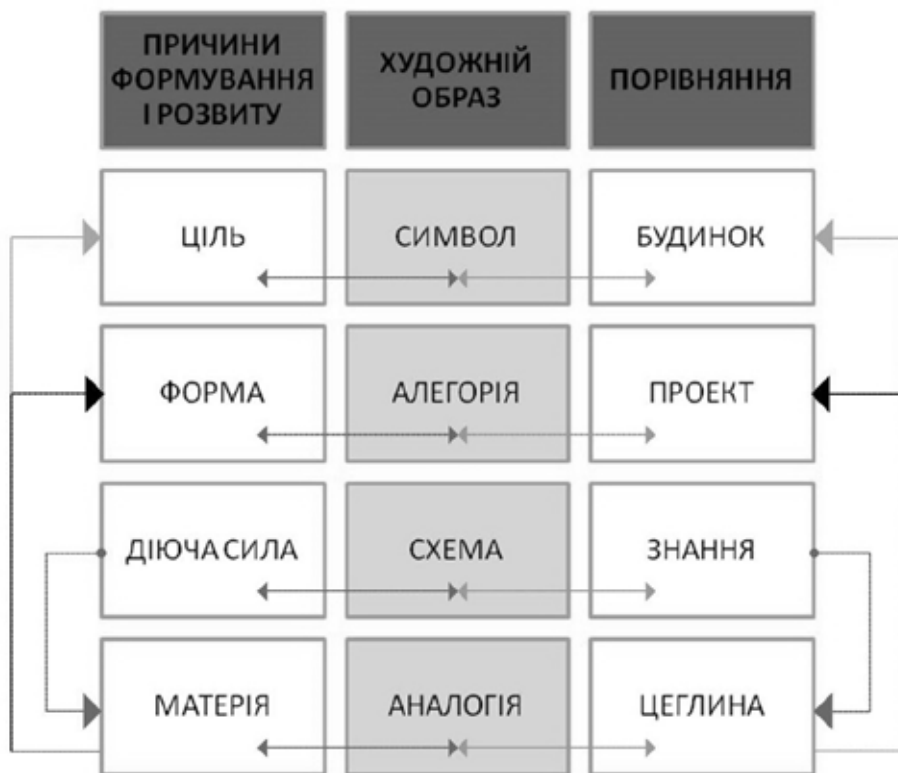 ПРИЧИНИ
ФОРМУВАННЯ
І РОЗВИТУ
ХУДОЖНІЙ
ОБРАЗ
ПОРІВНЯННЯ
ЦІЛЬ
СИМВОЛ
БУДИНОК
ФОРМА
АЛЕГОРІЯ
ПРОЕКТ
ДІЮЧА СИЛА
СХЕМА
ЗНАННЯ
МАТЕРІЯ
АНАЛОГІЯ
ЦЕГЛИНА